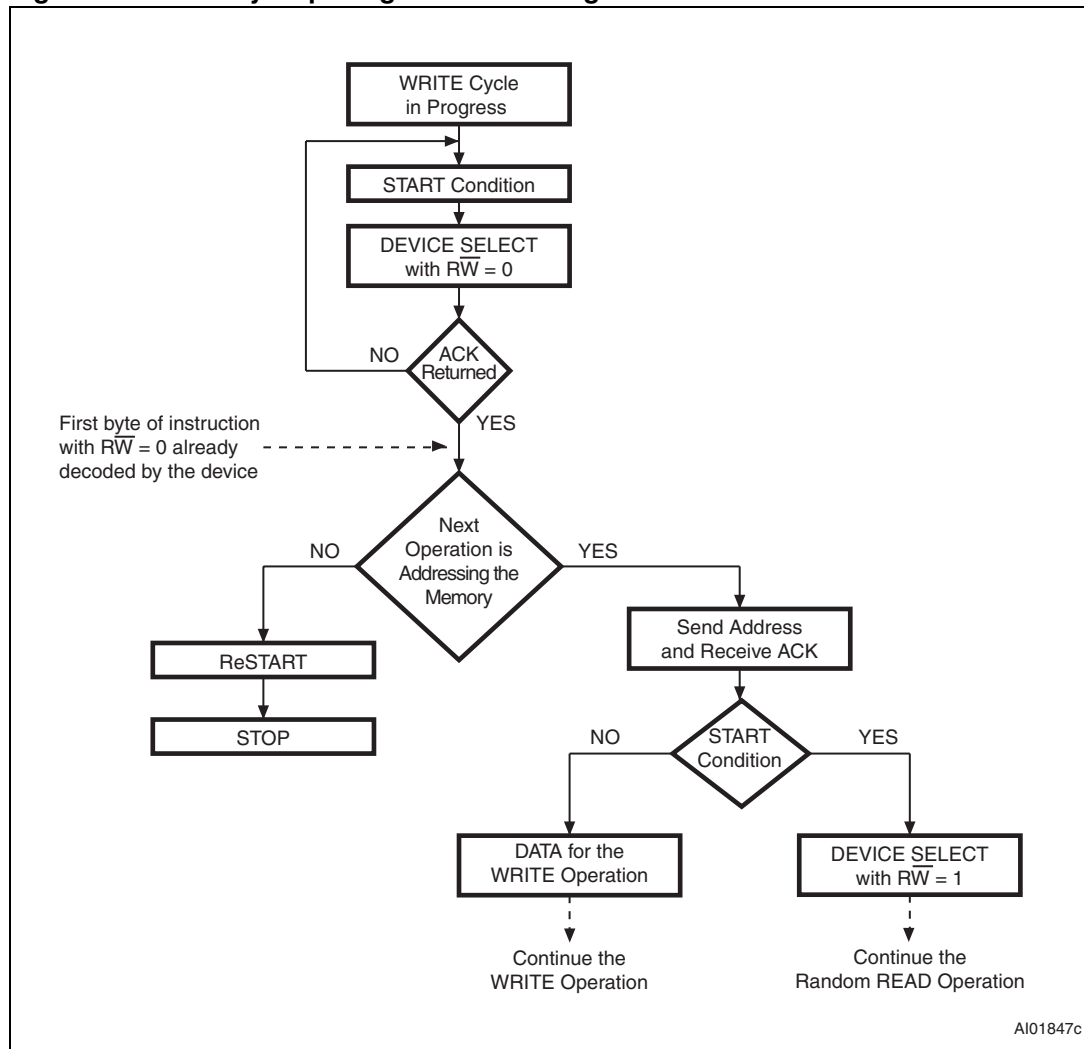 WRITE Cycle
in Progress
START Condition
DEVICE SELECT
with RW̅ = 0
NO
ACK
Returned
YES
First byte of instruction
with RW̅ = 0 already
decoded by the device
Next
Operation is
Addressing the
Memory
NO
YES
ReSTART
STOP
Send Address
and Receive ACK
START
Condition
NO
YES
DATA for the
WRITE Operation
DEVICE SELECT
with RW̅ = 1
Continue the
WRITE Operation
Continue the
Random READ Operation
AI01847c